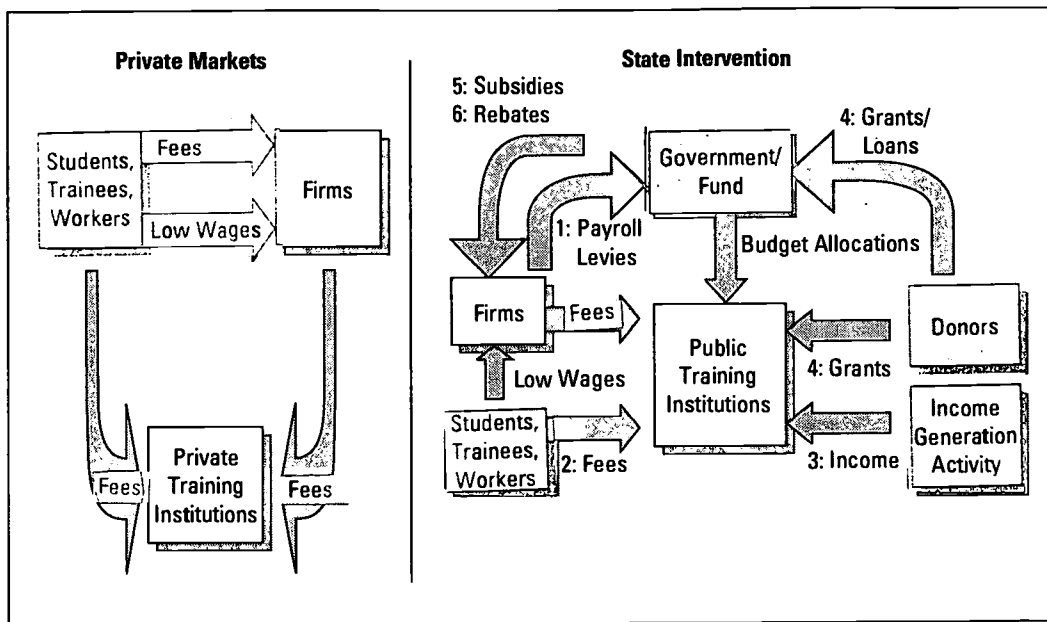 Private Markets
Students,
Trainees,
Workers
Fees
Low Wages
Firms
Fees
Private
Training
Institutions
Fees
State Intervention
5: Subsidies
6: Rebates
Government/
Fund
4: Grants/
Loans
1: Payroll
Levies
Budget Allocations
Firms
Fees
Public
Training
Institutions
Donors
4: Grants
Low Wages
Students,
Trainees,
Workers
2: Fees
3: Income
Income
Generation
Activity